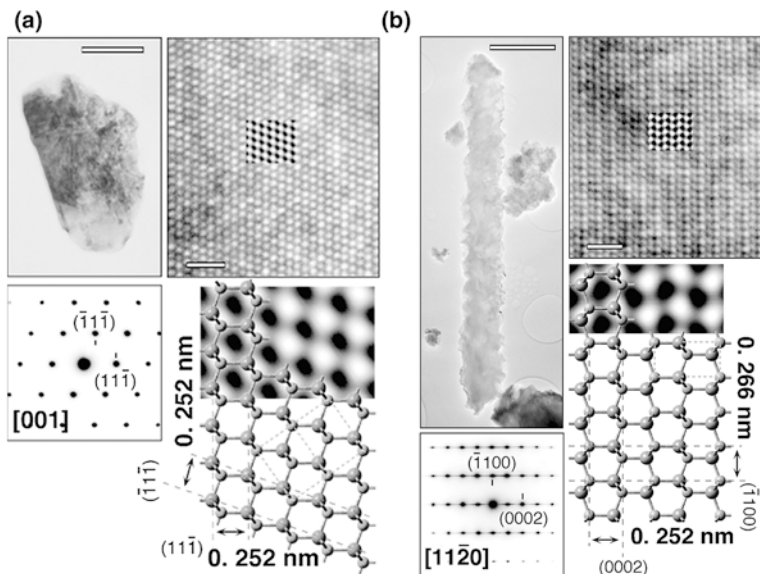 (a)
(1̄11̄)
(111̄)
[001]
0. 252 nm
(1̄11̄)
(111̄)
0. 252 nm
(b)
(1̄100)
(0002)
[112̄0]
0. 266 nm
(1̄100)
0. 252 nm
(0002)